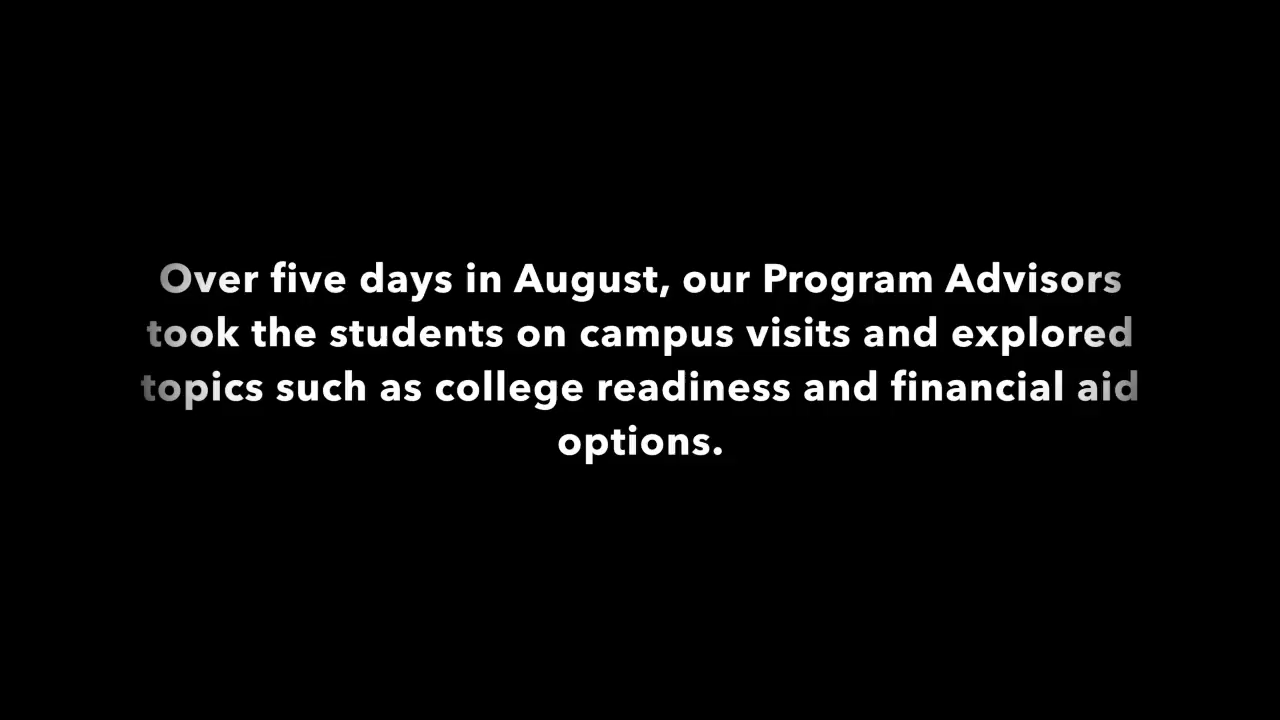 Over five days in August, our Program Advisors
took the students on campus visits and explored
topics such as college readiness and financial aid
options.